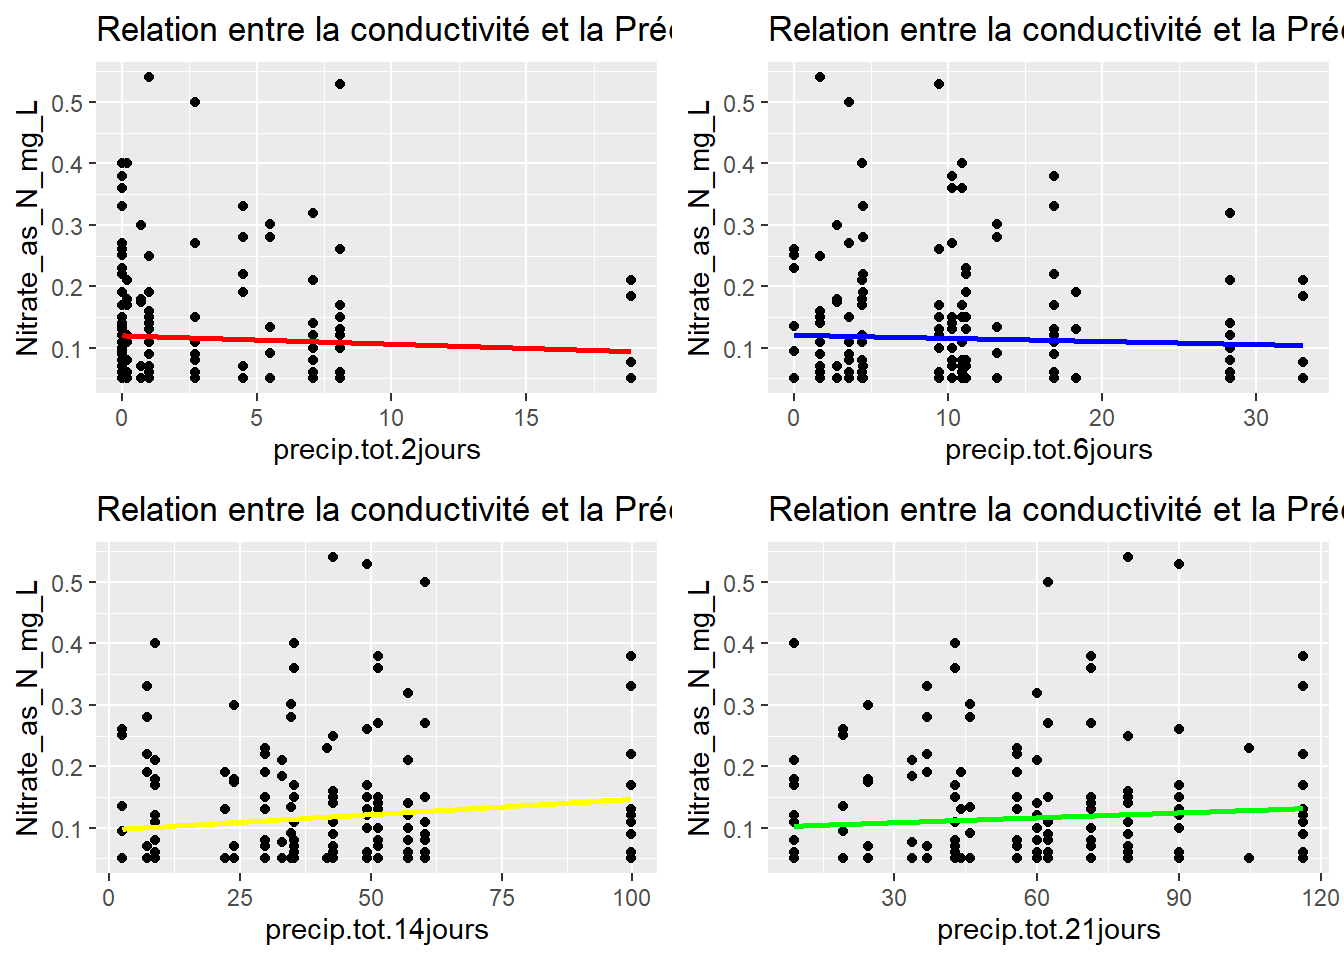 Relation entre la conductivité et la Préc
Nitrate_as_N_mg_L
0.5
0.4
0.3
0.2
0.1
0 5 10 15
precip.tot.2jours
Relation entre la conductivité et la Préc
Nitrate_as_N_mg_L
0.5
0.4
0.3
0.2
0.1
0 10 20 30
precip.tot.6jours
Relation entre la conductivité et la Préc
Nitrate_as_N_mg_L
0.5
0.4
0.3
0.2
0.1
0 25 50 75 100
precip.tot.14jours
Relation entre la conductivité et la Préc
Nitrate_as_N_mg_L
0.5
0.4
0.3
0.2
0.1
30 60 90 120
precip.tot.21jours